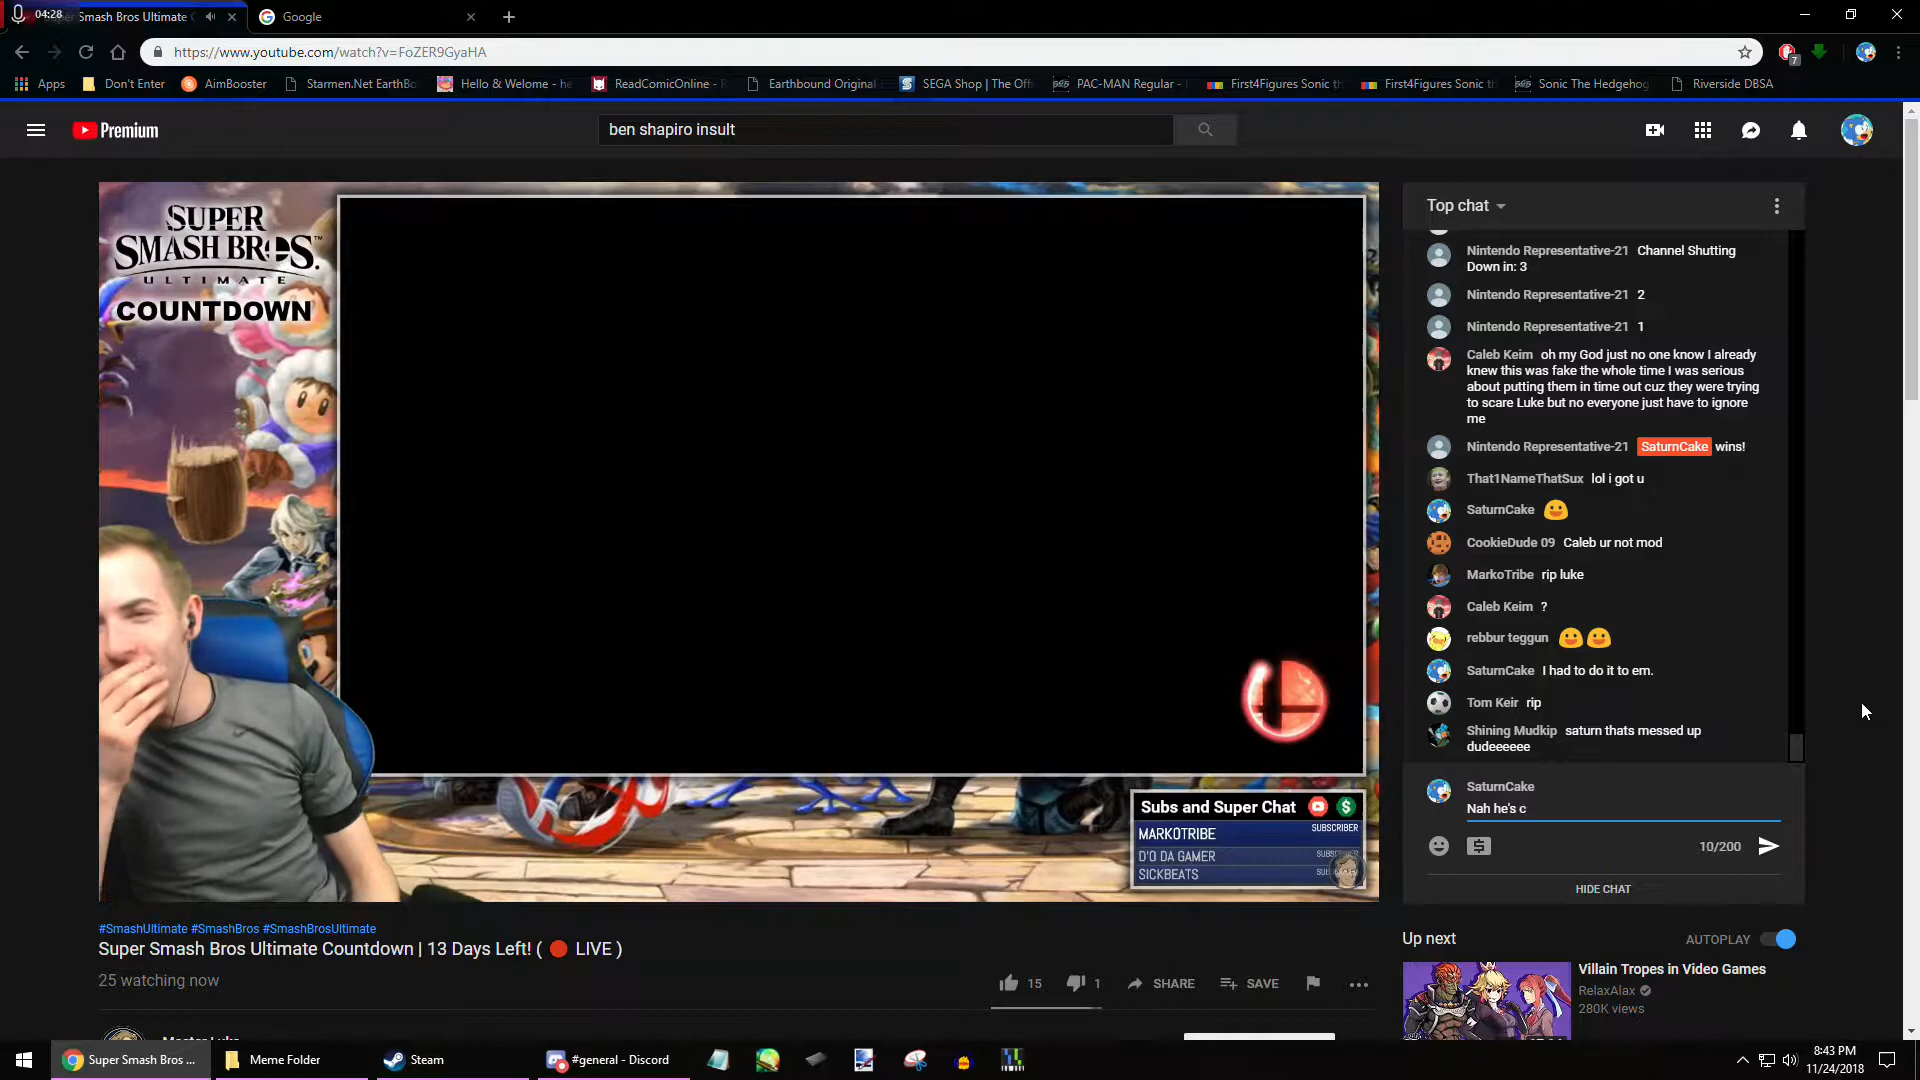 04:28
Super Smash Bros Ultimate C
Google
https://www.youtube.com/watch?v=FoZER9GyaHA
7
Apps
Don't Enter
AimBooster
Starmen.Net EarthBo
Hello & Welome - he
ReadComicOnline - R
Earthbound Original
SEGA Shop | The Offi
PAC-MAN Regular -
First4Figures Sonic th
First4Figures Sonic th
Sonic The Hedgehog
Riverside DBSA
Premium
ben shapiro insult
SUPER
SMASH BROS.™
ULTIMATE
COUNTDOWN
Subs and Super Chat
MARKOTRIBE SUBSCRIBER
D'O DA GAMER
SICKBEATS
Top chat
Nintendo Representative-21 Channel Shutting
Down in: 3
Nintendo Representative-21 2
Nintendo Representative-21 1
Caleb Keim oh my God just no one know I already
knew this was fake the whole time I was serious
about putting them in time out cuz they were trying
to scare Luke but no everyone just have to ignore
me
Nintendo Representative-21 SaturnCake wins!
That1NameThatSux lol i got u
SaturnCake
CookieDude 09 Caleb ur not mod
MarkoTribe rip luke
Caleb Keim ?
rebbur teggun
SaturnCake I had to do it to em.
Tom Keir rip
Shining Mudkip saturn thats messed up
dudeeeeee
SaturnCake
Nah he's c
10/200
HIDE CHAT
#SmashUltimate #SmashBros #SmashBrosUltimate
Super Smash Bros Ultimate Countdown | 13 Days Left! ( LIVE )
25 watching now
15
1
SHARE
SAVE
Up next
AUTOPLAY
Villain Tropes in Video Games
RelaxAlax
280K views
Super Smash Bros ...
Meme Folder
Steam
#general - Discord
8:43 PM
11/24/2018